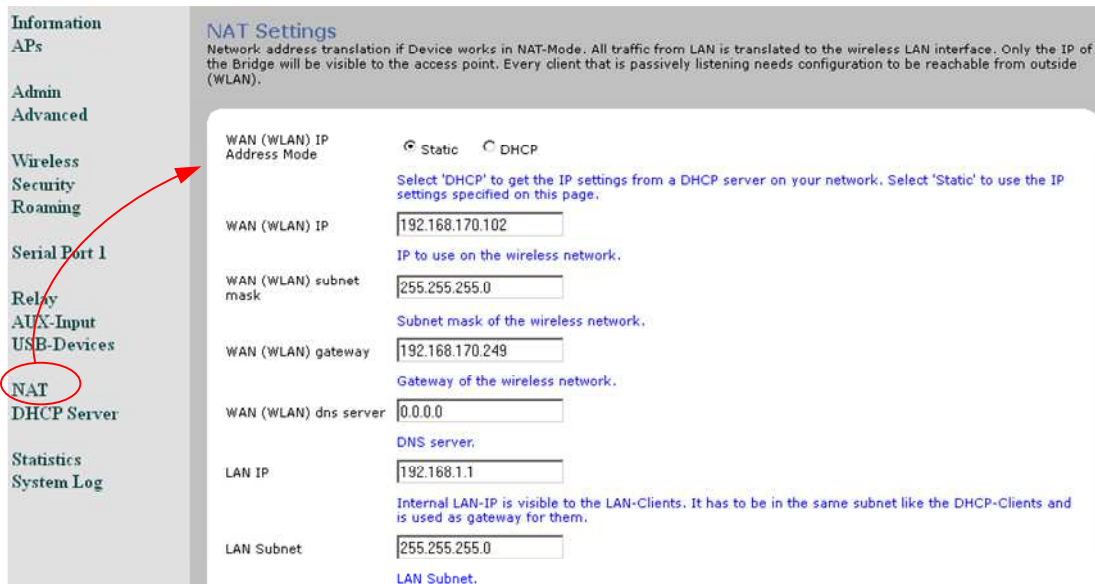 Information
APs
Admin
Advanced
Wireless
Security
Roaming
Serial Port 1
Relay
AUX-Input
USB-Devices
NAT
DHCP Server
Statistics
System Log
NAT Settings
Network address translation if Device works in NAT-Mode. All traffic from LAN is translated to the wireless LAN interface. Only the IP of
the Bridge will be visible to the access point. Every client that is passively listening needs configuration to be reachable from outside
(WLAN).
WAN (WLAN) IP
Address Mode
Static DHCP
Select 'DHCP' to get the IP settings from a DHCP server on your network. Select 'Static' to use the IP
settings specified on this page.
WAN (WLAN) IP 192.168.170.102
IP to use on the wireless network.
WAN (WLAN) subnet
mask
255.255.255.0
Subnet mask of the wireless network.
WAN (WLAN) gateway 192.168.170.249
Gateway of the wireless network.
WAN (WLAN) dns server 0.0.0.0
DNS server.
LAN IP 192.168.1.1
Internal LAN-IP is visible to the LAN-Clients. It has to be in the same subnet like the DHCP-Clients and
is used as gateway for them.
LAN Subnet 255.255.255.0
LAN Subnet.